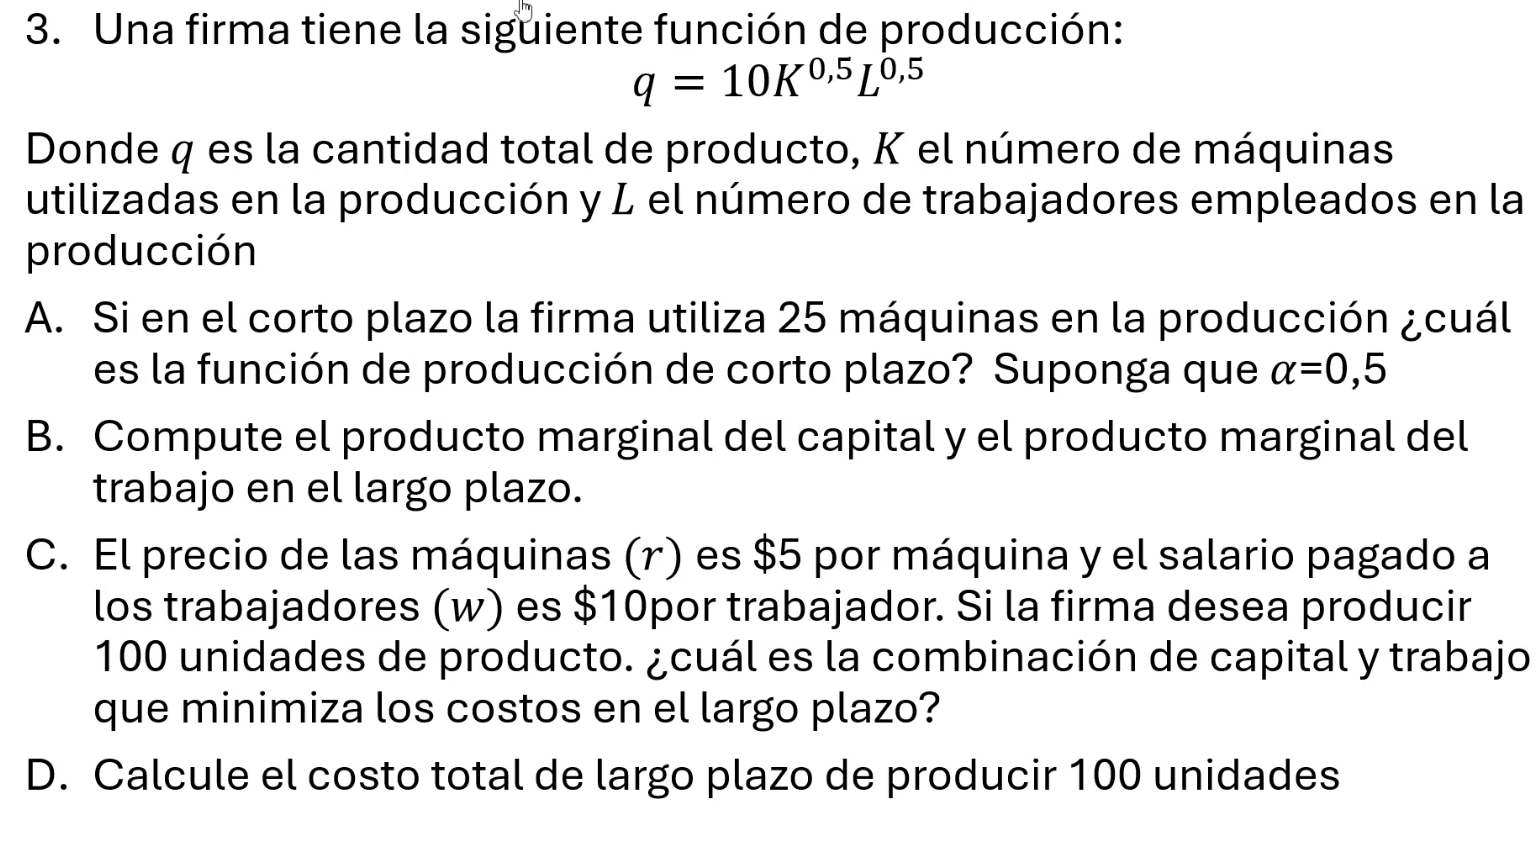 3. Una firma tiene la siguiente función de producción:
q = 10K^0,5 L^0,5
Donde q es la cantidad total de producto, K el número de máquinas
utilizadas en la producción y L el número de trabajadores empleados en la
producción
A. Si en el corto plazo la firma utiliza 25 máquinas en la producción ¿cuál
es la función de producción de corto plazo? Suponga que α=0,5
B. Compute el producto marginal del capital y el producto marginal del
trabajo en el largo plazo.
C. El precio de las máquinas (r) es $5 por máquina y el salario pagado a
los trabajadores (w) es $10por trabajador. Si la firma desea producir
100 unidades de producto. ¿cuál es la combinación de capital y trabajo
que minimiza los costos en el largo plazo?
D. Calcule el costo total de largo plazo de producir 100 unidades